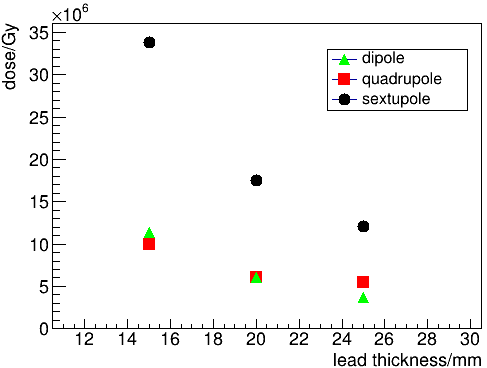 ×10⁶
dose/Gy
35
30
25
20
15
10
5
0
dipole
quadrupole
sextupole
12 14 16 18 20 22 24 26 28 30
lead thickness/mm